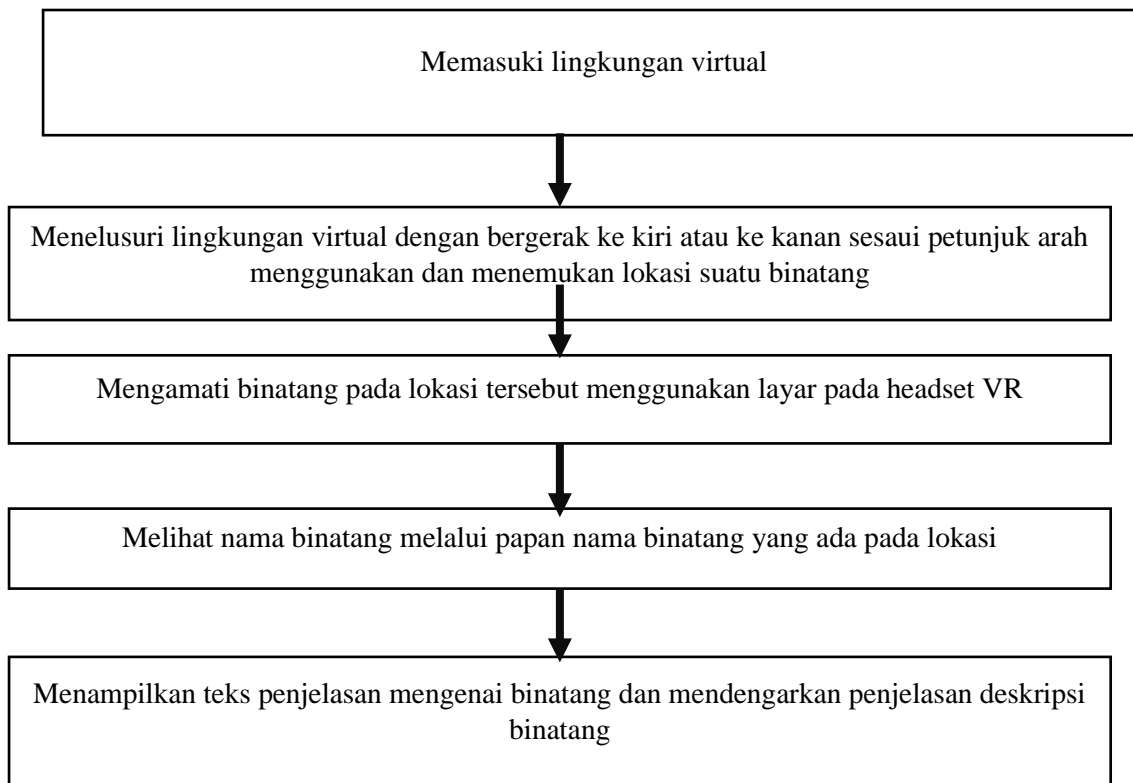 Memasuki lingkungan virtual
Menelusuri lingkungan virtual dengan bergerak ke kiri atau ke kanan sesaui petunjuk arah
menggunakan dan menemukan lokasi suatu binatang
Mengamati binatang pada lokasi tersebut menggunakan layar pada headset VR
Melihat nama binatang melalui papan nama binatang yang ada pada lokasi
Menampilkan teks penjelasan mengenai binatang dan mendengarkan penjelasan deskripsi
binatang